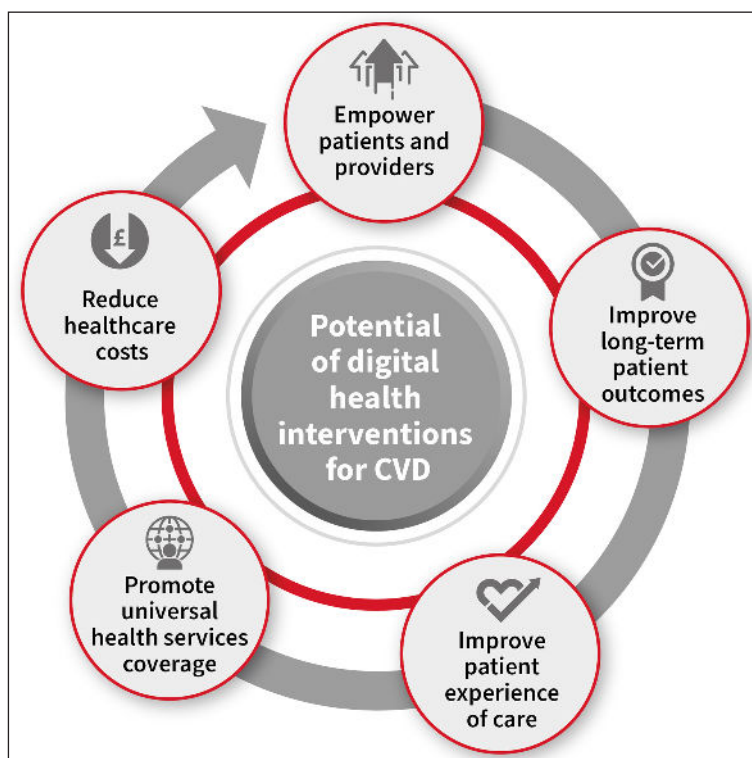 Empower
patients and
providers
Improve
long-term
patient
outcomes
Improve
patient
experience
of care
Promote
universal
health services
coverage
£
Reduce
healthcare
costs
Potential
of digital
health
interventions
for CVD